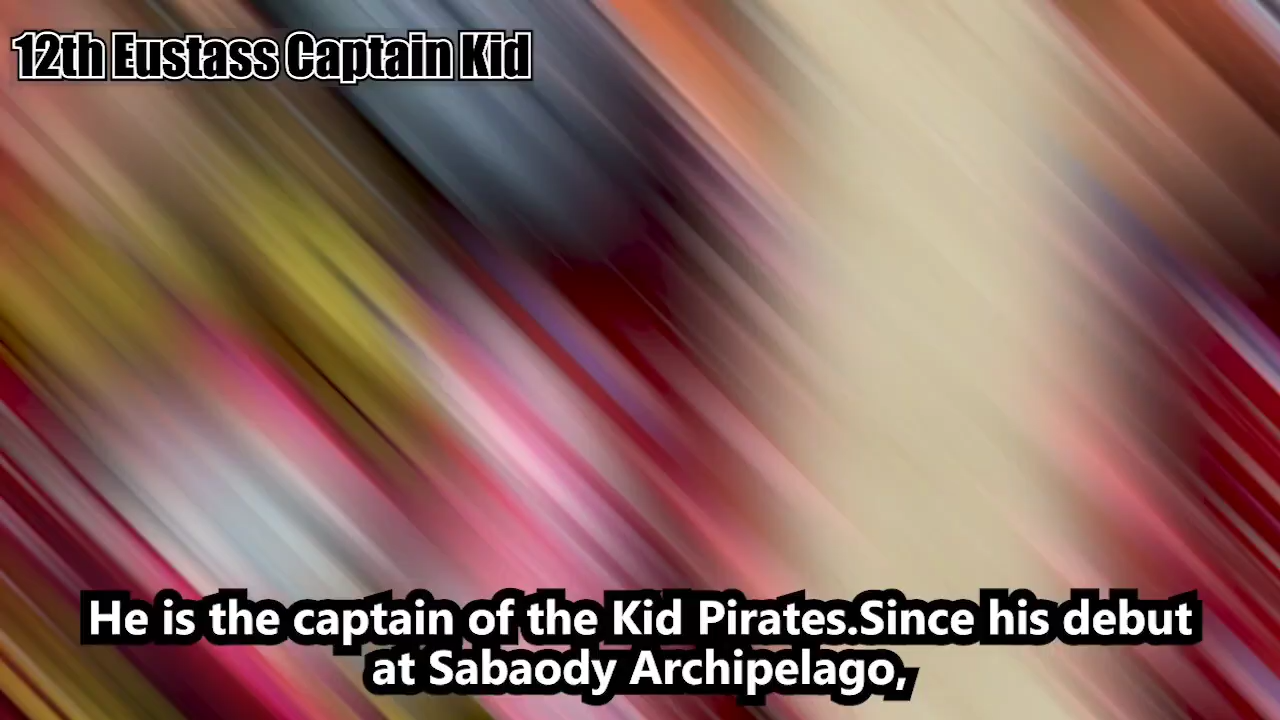 12th Eustass Captain Kid
He is the captain of the Kid Pirates.Since his debut
at Sabaody Archipelago,